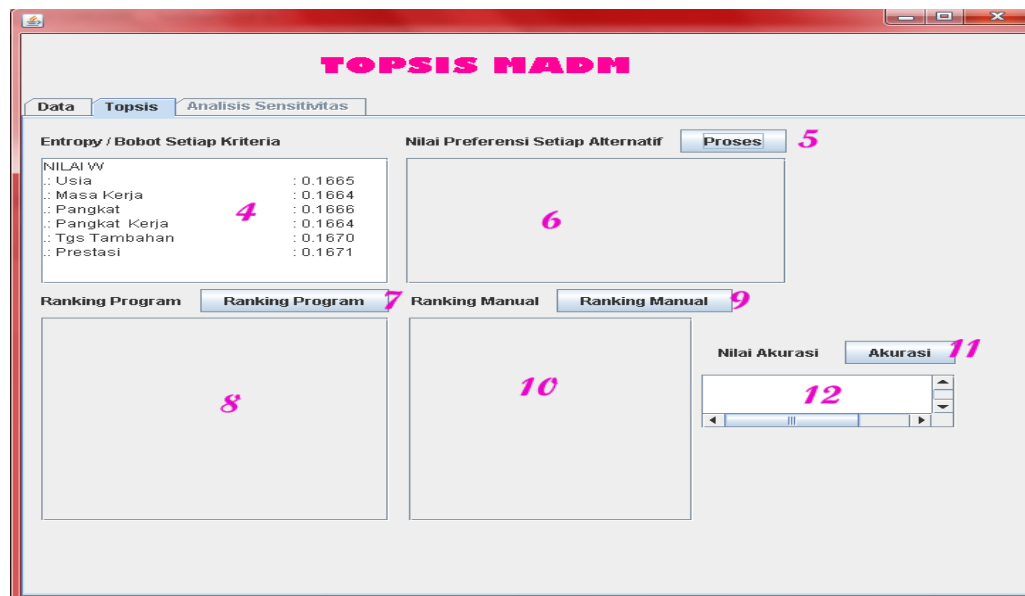 TOPSIS MADM
Data Topsis Analisis Sensitivitas
Entropy / Bobot Setiap Kriteria Nilai Preferensi Setiap Alternatif Proses 5
NILAI W
.: Usia : 0.1665
.: Masa Kerja : 0.1664
.: Pangkat : 0.1666
.: Pangkat Kerja : 0.1664
.: Tgs Tambahan : 0.1670
.: Prestasi : 0.1671
4
6
Ranking Program Ranking Program 7 Ranking Manual Ranking Manual 9
8
10
Nilai Akurasi Akurasi 11
12